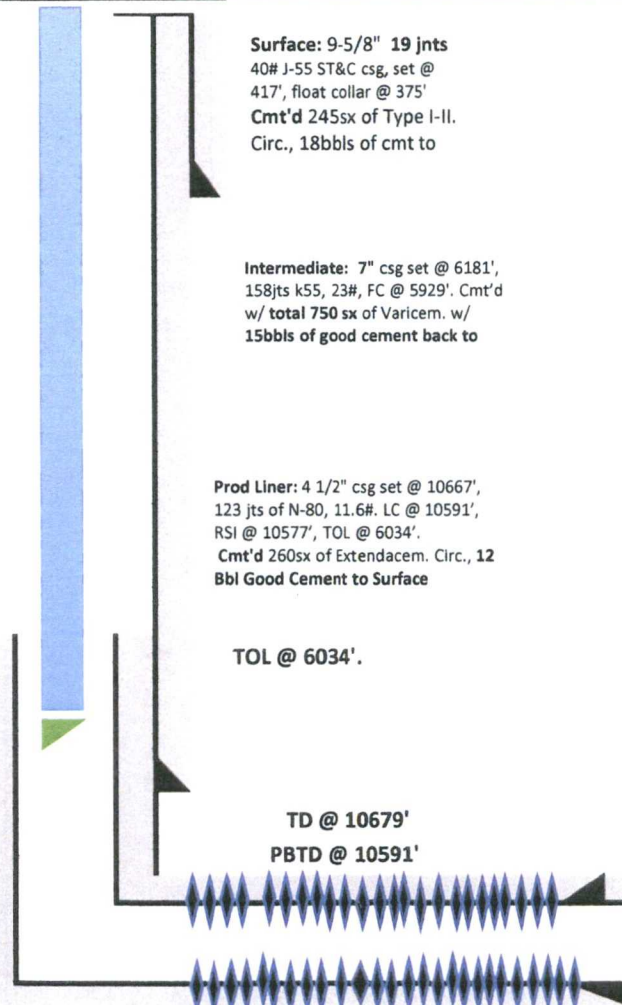 Surface: 9-5/8" 19 jnts
40# J-55 ST&C csg, set @
417', float collar @ 375'
Cmt'd 245sx of Type I-II.
Circ., 18bbls of cmt to
Intermediate: 7" csg set @ 6181',
158jts k55, 23#, FC @ 5929'. Cmt'd
w/ total 750 sx of Varicem. w/
15bbls of good cement back to
Prod Liner: 4 1/2" csg set @ 10667',
123 jts of N-80, 11.6#. LC @ 10591',
RSI @ 10577', TOL @ 6034'.
Cmt'd 260sx of Extendacem. Circ., 12
Bbl Good Cement to Surface
TOL @ 6034'.
TD @ 10679'
PBTD @ 10591'